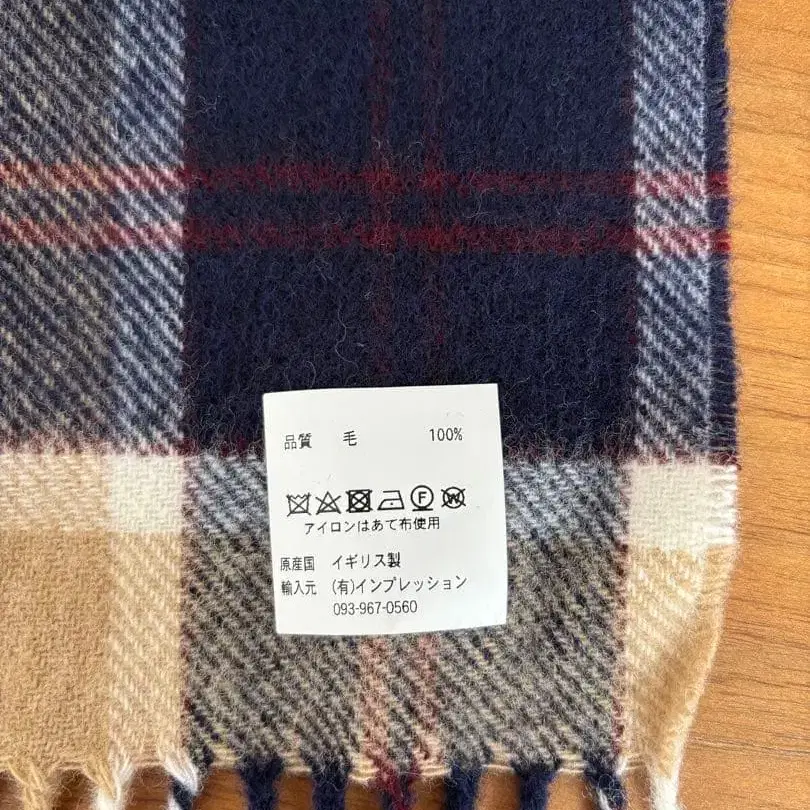 品質 毛 100%
F W
アイロンはあて布使用
原産国 イギリス製
輸入元 (有)インプレッション
093-967-0560